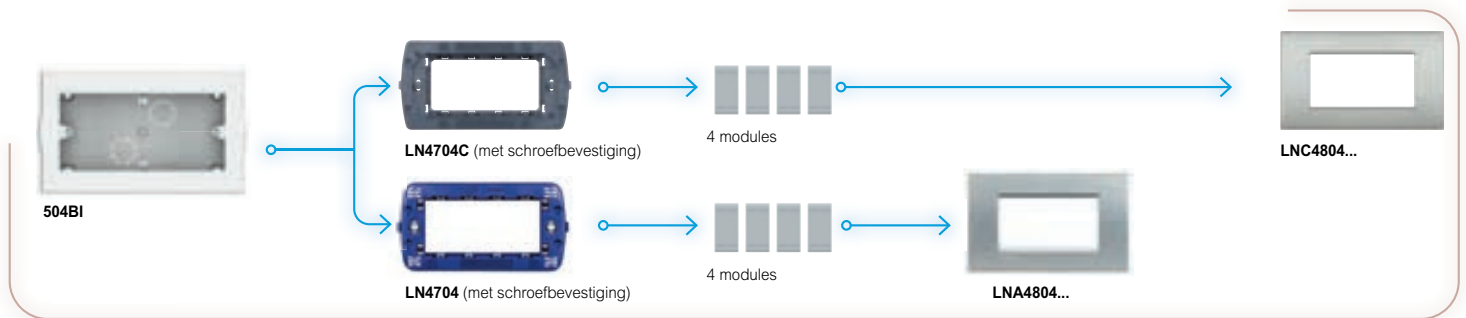 504BI
LN4704C (met schroefbevestiging)
4 modules
LNC4804...
LN4704 (met schroefbevestiging)
4 modules
LNA4804...